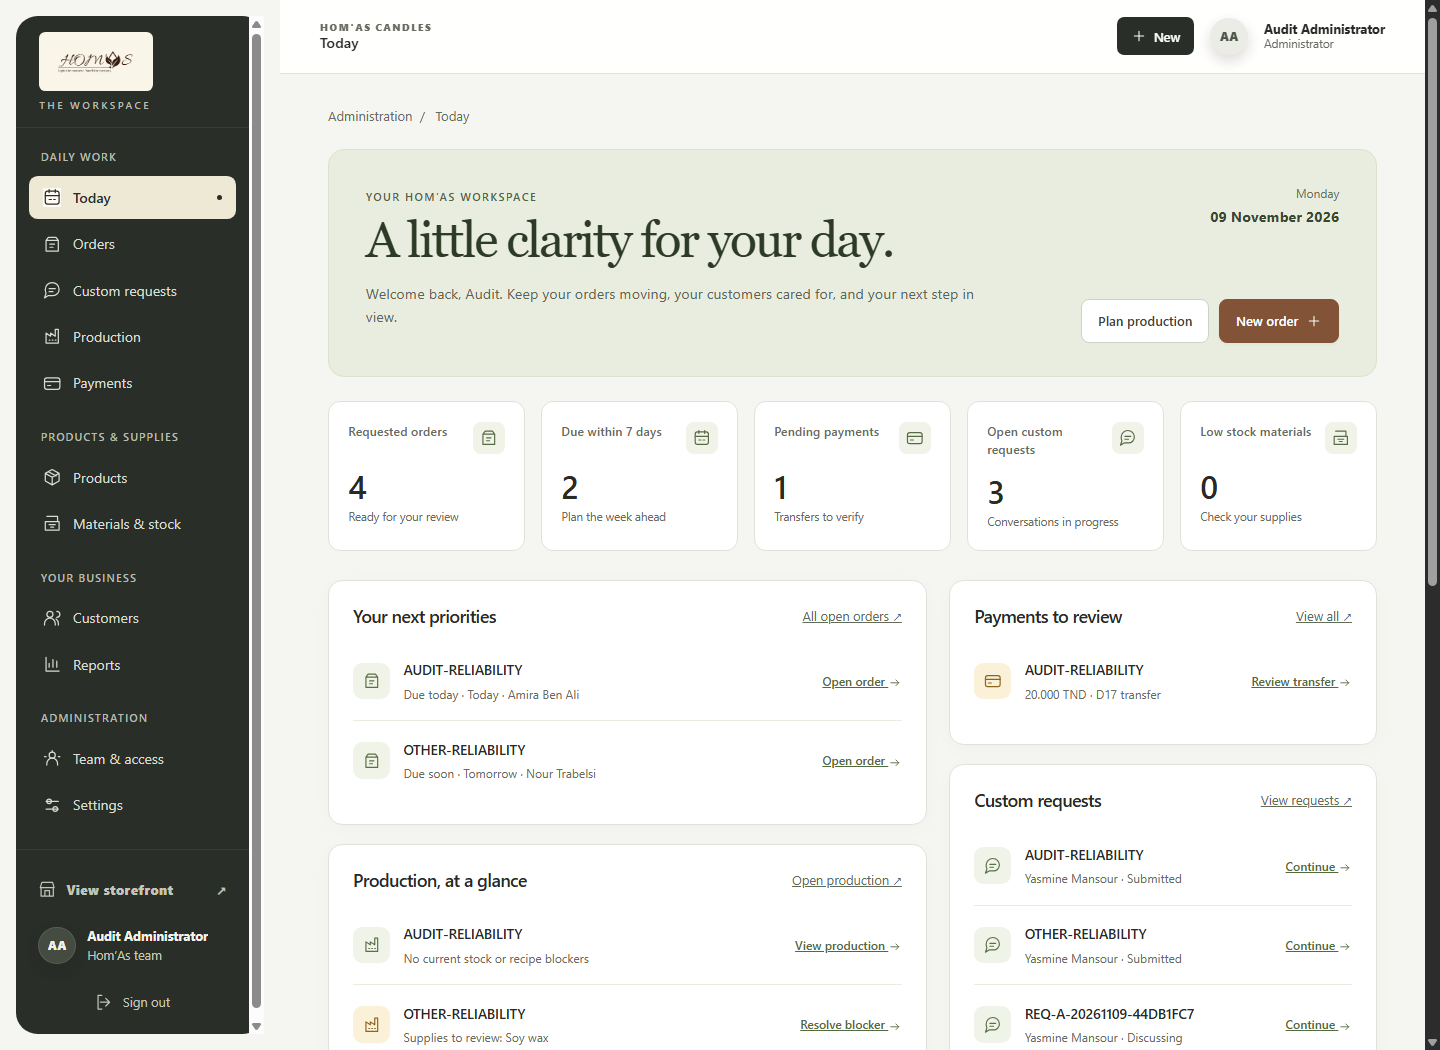 HOM'S
THE WORKSPACE
DAILY WORK
Today
Orders
Custom requests
Production
Payments
PRODUCTS & SUPPLIES
Products
Materials & stock
YOUR BUSINESS
Customers
Reports
ADMINISTRATION
Team & access
Settings
View storefront ↗
AA
Audit Administrator
Hom'As team
Sign out
HOM'AS CANDLES
Today
+ New
AA
Audit Administrator
Administrator
Administration / Today
YOUR HOM'AS WORKSPACE
A little clarity for your day.
Welcome back, Audit. Keep your orders moving, your customers cared for, and your next step in
view.
Monday
09 November 2026
Plan production
New order +
Requested orders
4
Ready for your review
Due within 7 days
2
Plan the week ahead
Pending payments
1
Transfers to verify
Open custom
requests
3
Conversations in progress
Low stock materials
0
Check your supplies
Your next priorities
All open orders ↗
AUDIT-RELIABILITY
Due today · Today · Amira Ben Ali
Open order →
OTHER-RELIABILITY
Due soon · Tomorrow · Nour Trabelsi
Open order →
Production, at a glance
Open production ↗
AUDIT-RELIABILITY
No current stock or recipe blockers
View production →
OTHER-RELIABILITY
Supplies to review: Soy wax
Resolve blocker →
Payments to review
View all ↗
AUDIT-RELIABILITY
20.000 TND · D17 transfer
Review transfer →
Custom requests
View requests ↗
AUDIT-RELIABILITY
Yasmine Mansour · Submitted
Continue →
OTHER-RELIABILITY
Yasmine Mansour · Submitted
Continue →
REQ-A-20261109-44DB1FC7
Yasmine Mansour · Discussing
Continue →